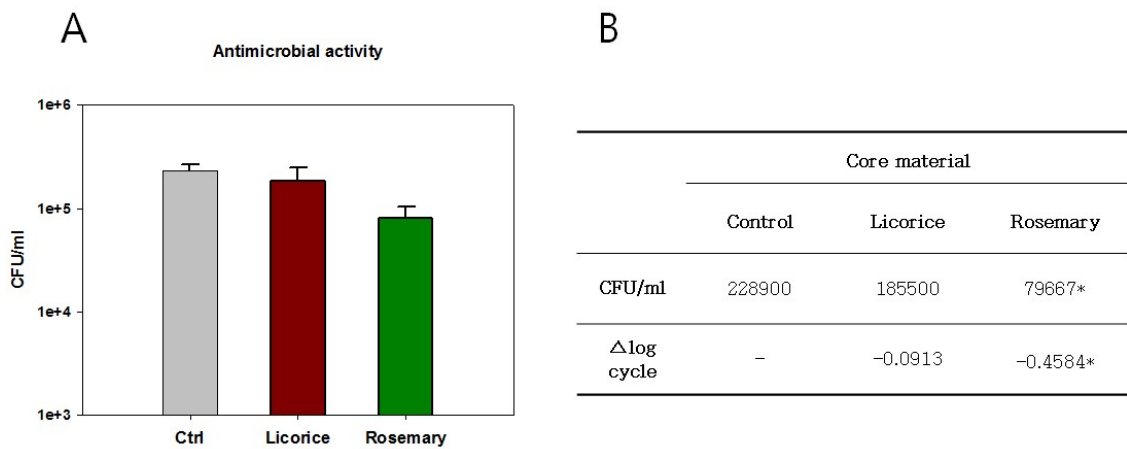 A
Antimicrobial activity
1e+6
1e+5
1e+4
1e+3
CFU/ml
Ctrl Licorice Rosemary
B
Core material
Control Licorice Rosemary
CFU/ml 228900 185500 79667*
△log
cycle - -0.0913 -0.4584*